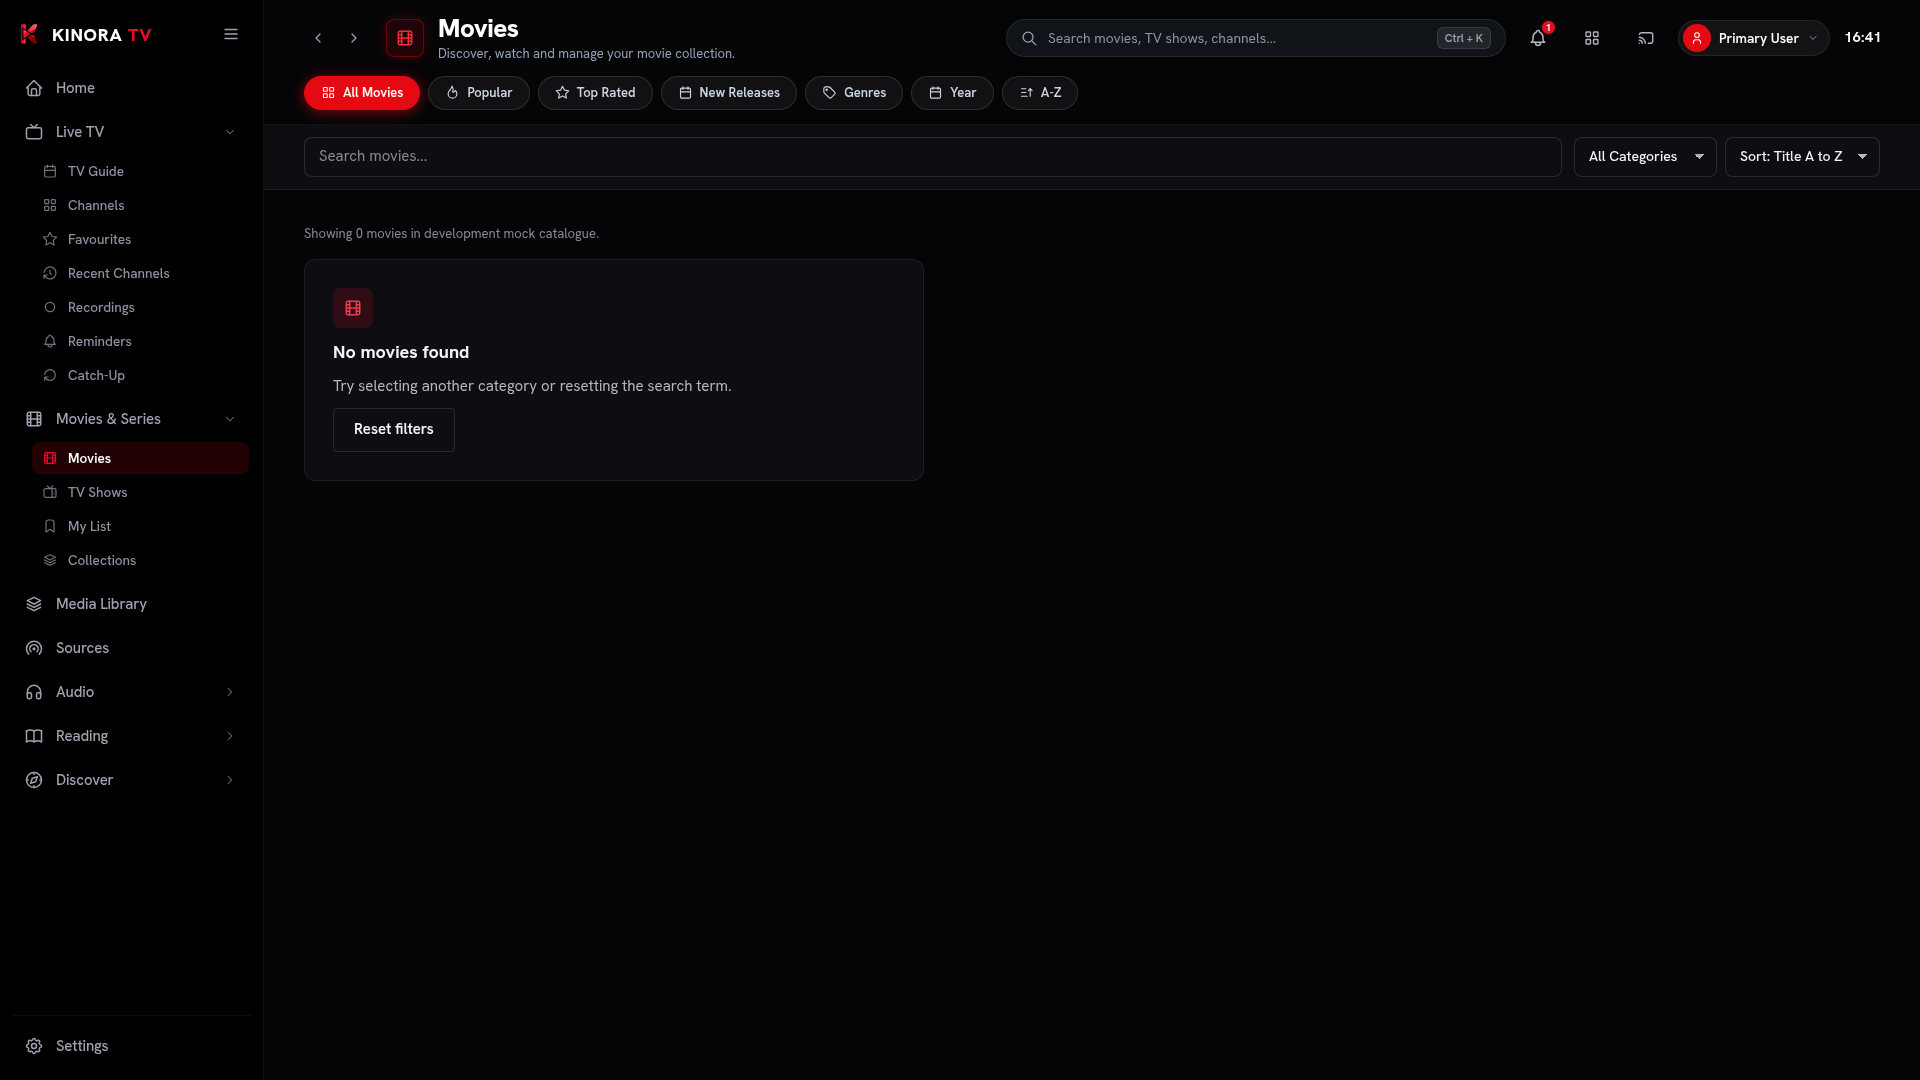 KINORA TV
Home
Live TV
TV Guide
Channels
Favourites
Recent Channels
Recordings
Reminders
Catch-Up
Movies & Series
Movies
TV Shows
My List
Collections
Media Library
Sources
Audio
Reading
Discover
Settings
Movies
Discover, watch and manage your movie collection.
Search movies, TV shows, channels...
Ctrl + K
1
Primary User
16:41
All Movies
Popular
Top Rated
New Releases
Genres
Year
A-Z
Search movies...
All Categories
Sort: Title A to Z
Showing 0 movies in development mock catalogue.
No movies found
Try selecting another category or resetting the search term.
Reset filters